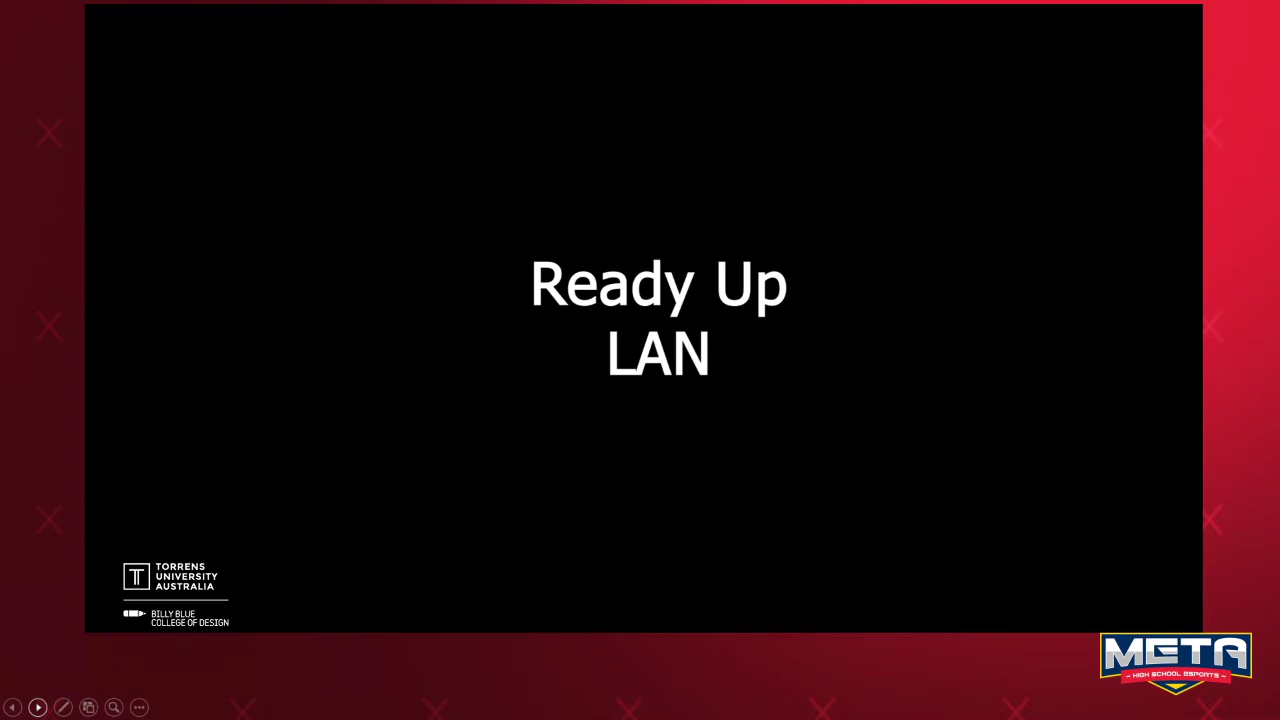 Ready Up
LAN
TORRENS
UNIVERSITY
AUSTRALIA
BILLY BLUE
COLLEGE OF DESIGN
META
- HIGH SCHOOL ESPORTS -